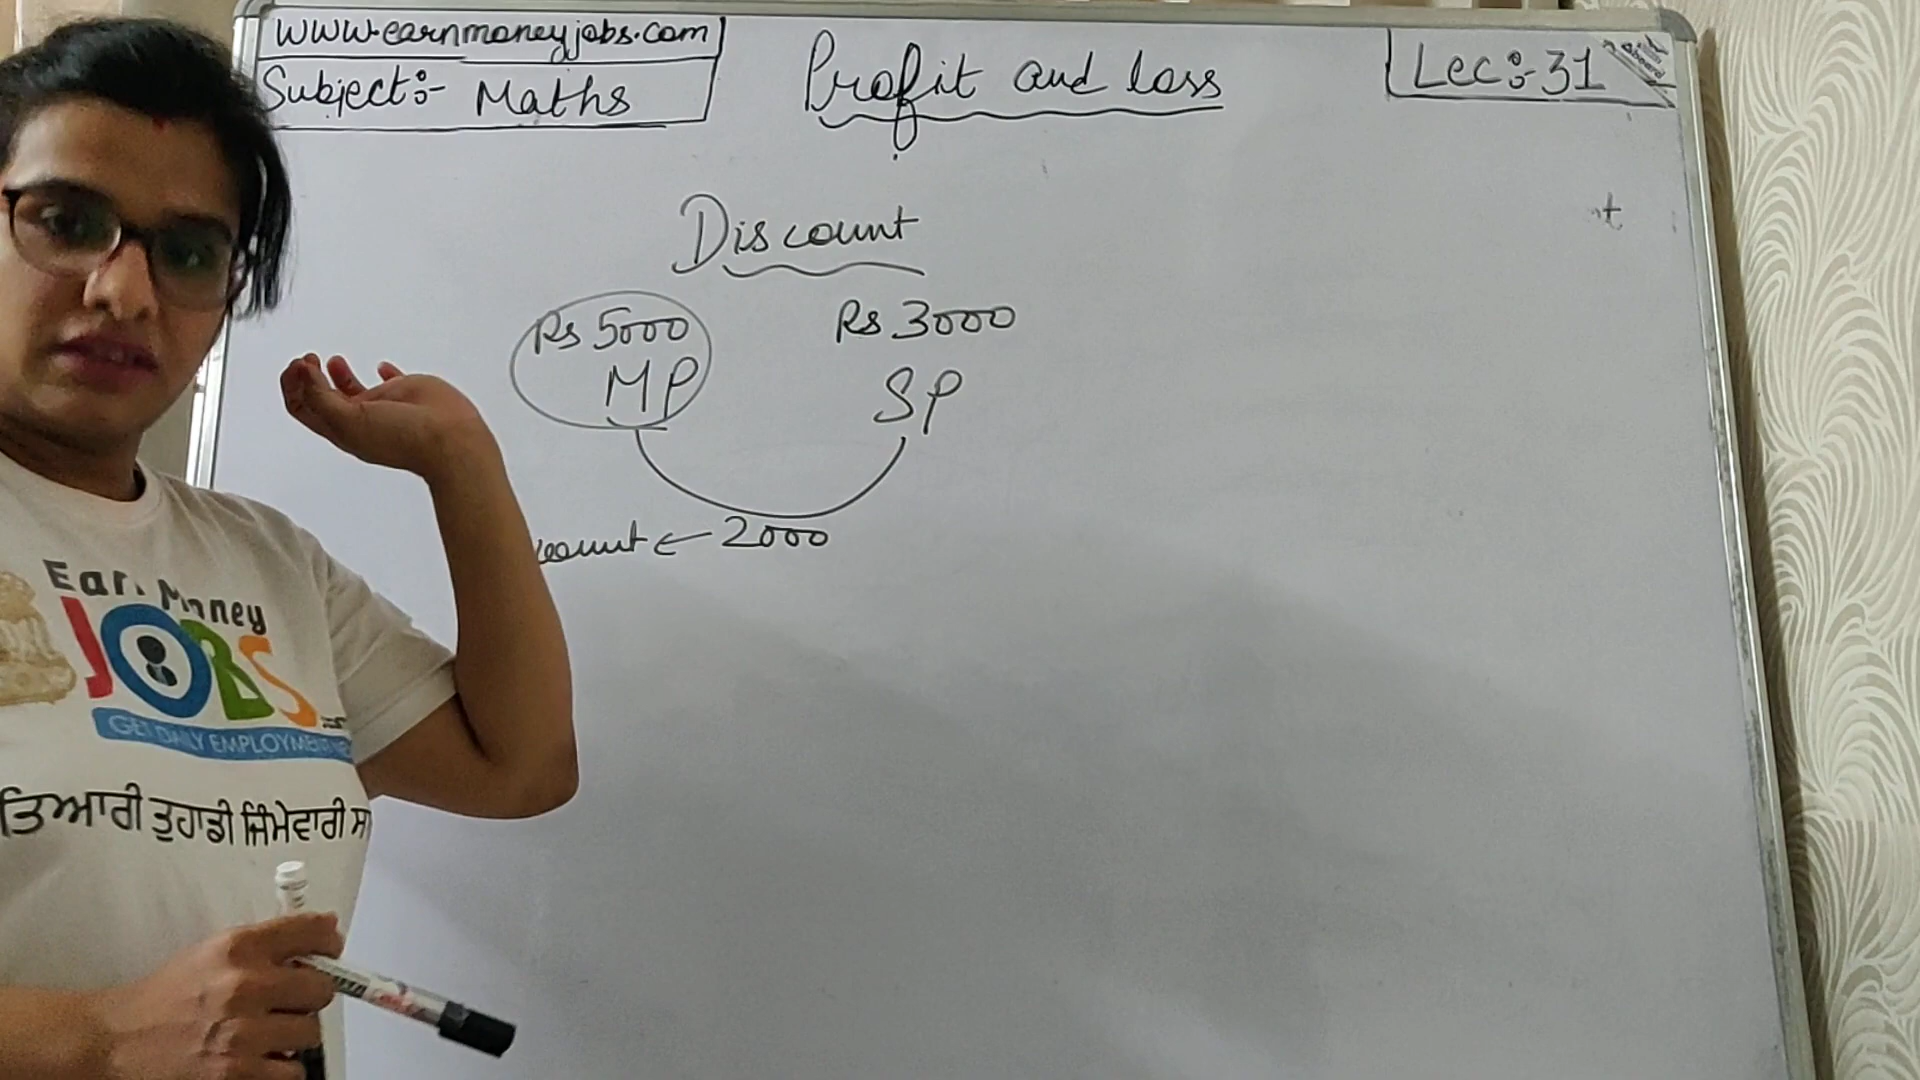 www.earnmoneyjobs.com
Subject:- Maths
Profit and loss
Lec:-31
Discount
Rs 5000 Rs 3000
MP SP
← 2000
Earn Money
JOBS
GET DAILY EMPLOYMENT
ਤਿਆਰੀ ਤੁਹਾਡੀ ਜਿੰਮੇਵਾਰੀ